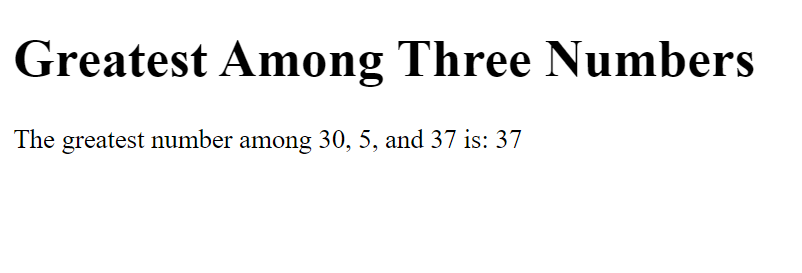 Greatest Among Three Numbers
The greatest number among 30, 5, and 37 is: 37